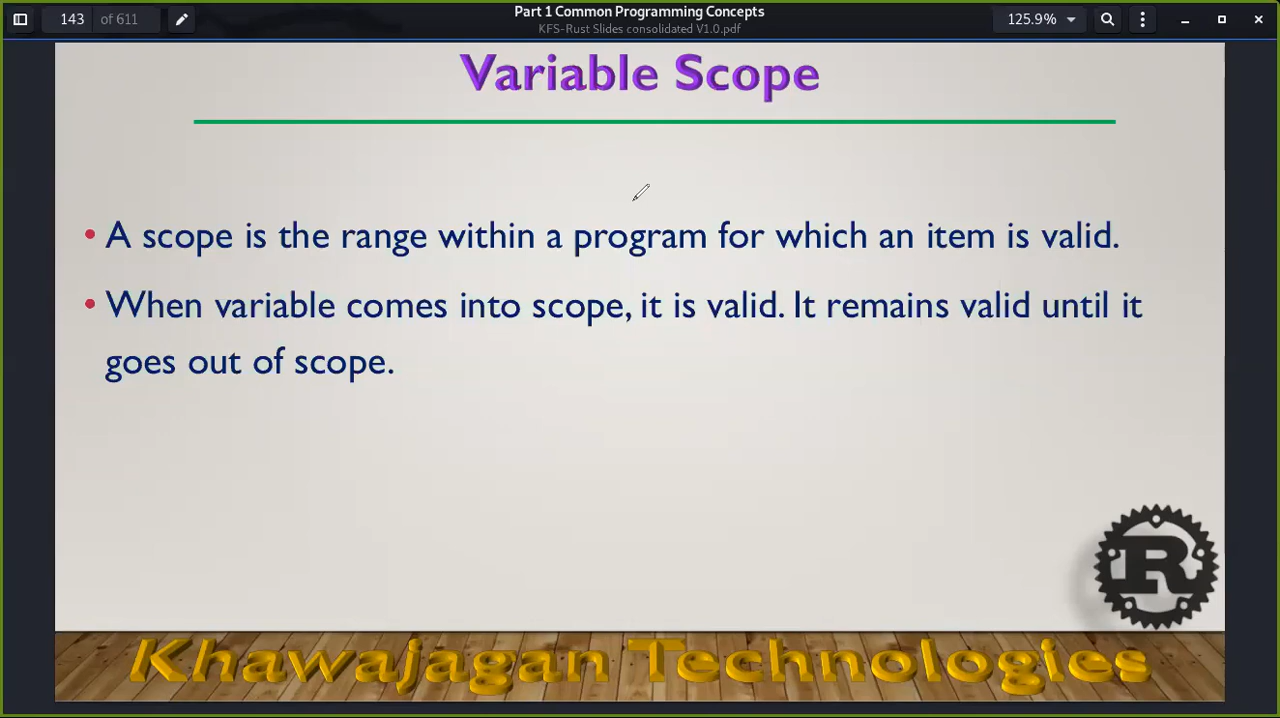 143 of 611
Part 1 Common Programming Concepts
KFS-Rust Slides consolidated V1.0.pdf
125.9%
Variable Scope
• A scope is the range within a program for which an item is valid.
• When variable comes into scope, it is valid. It remains valid until it
goes out of scope.
R
Khawajagan Technologies